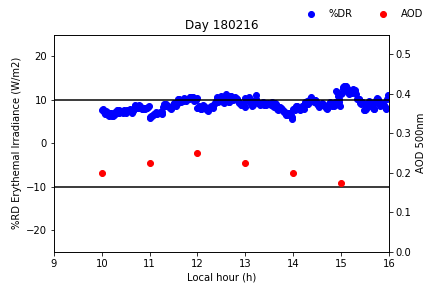 %DR AOD
Day 180216
%RD Erythemal Irradiance (W/m2)
20
10
0
−10
−20
0.5
0.4
0.3
0.2
0.1
0.0
AOD 500nm
9 10 11 12 13 14 15 16
Local hour (h)